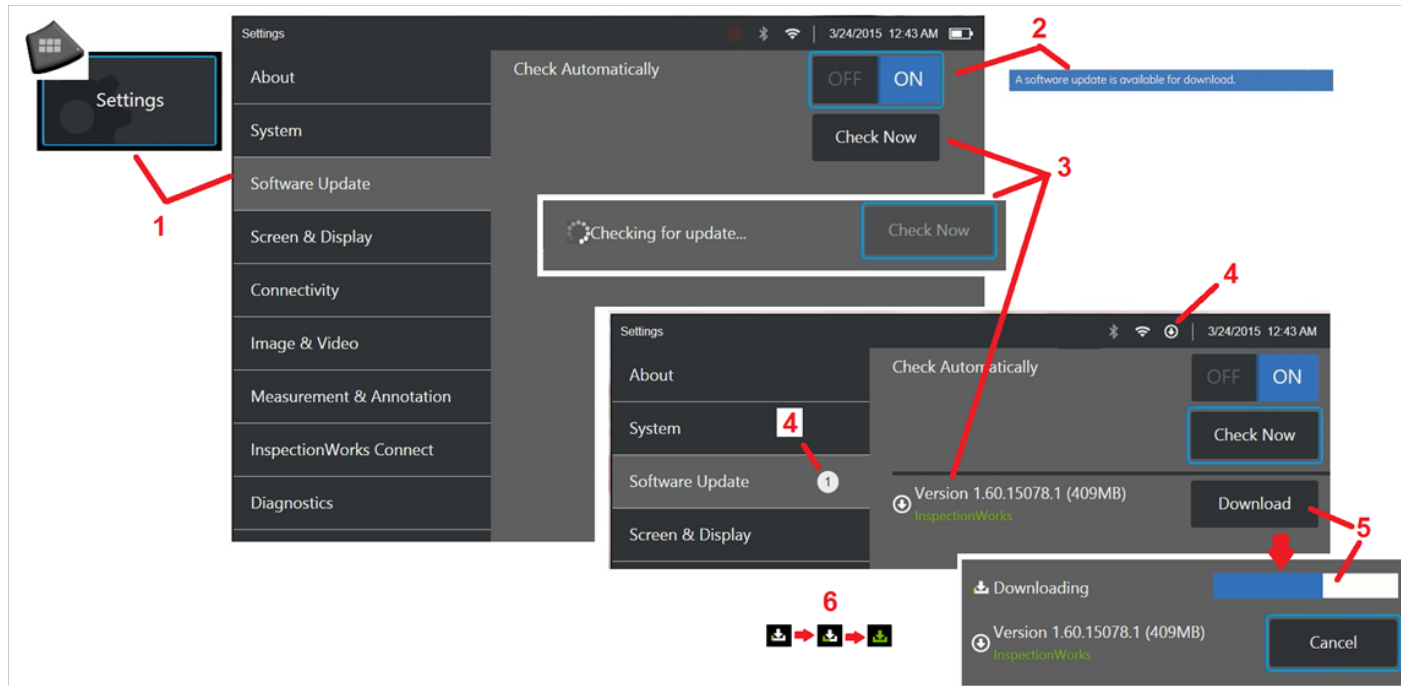 Settings
1
Settings
3/24/2015 12:43 AM
About
System
Software Update
Screen & Display
Connectivity
Image & Video
Measurement & Annotation
InspectionWorks Connect
Diagnostics
Check Automatically
OFF ON
Check Now
2
A software update is available for download.
3
Checking for update...
Check Now
4
Settings
3/24/2015 12:43 AM
About
System
4
Software Update 1
Screen & Display
Check Automatically
OFF ON
Check Now
Version 1.60.15078.1 (409MB)
InspectionWorks
Download
5
Downloading
Version 1.60.15078.1 (409MB)
InspectionWorks
Cancel
6